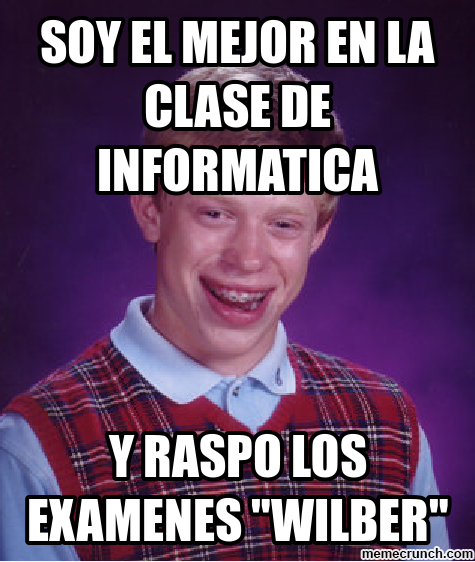 SOY EL MEJOR EN LA
CLASE DE
INFORMATICA
Y RASPO LOS
EXAMENES "WILBER"
memecrunch.com